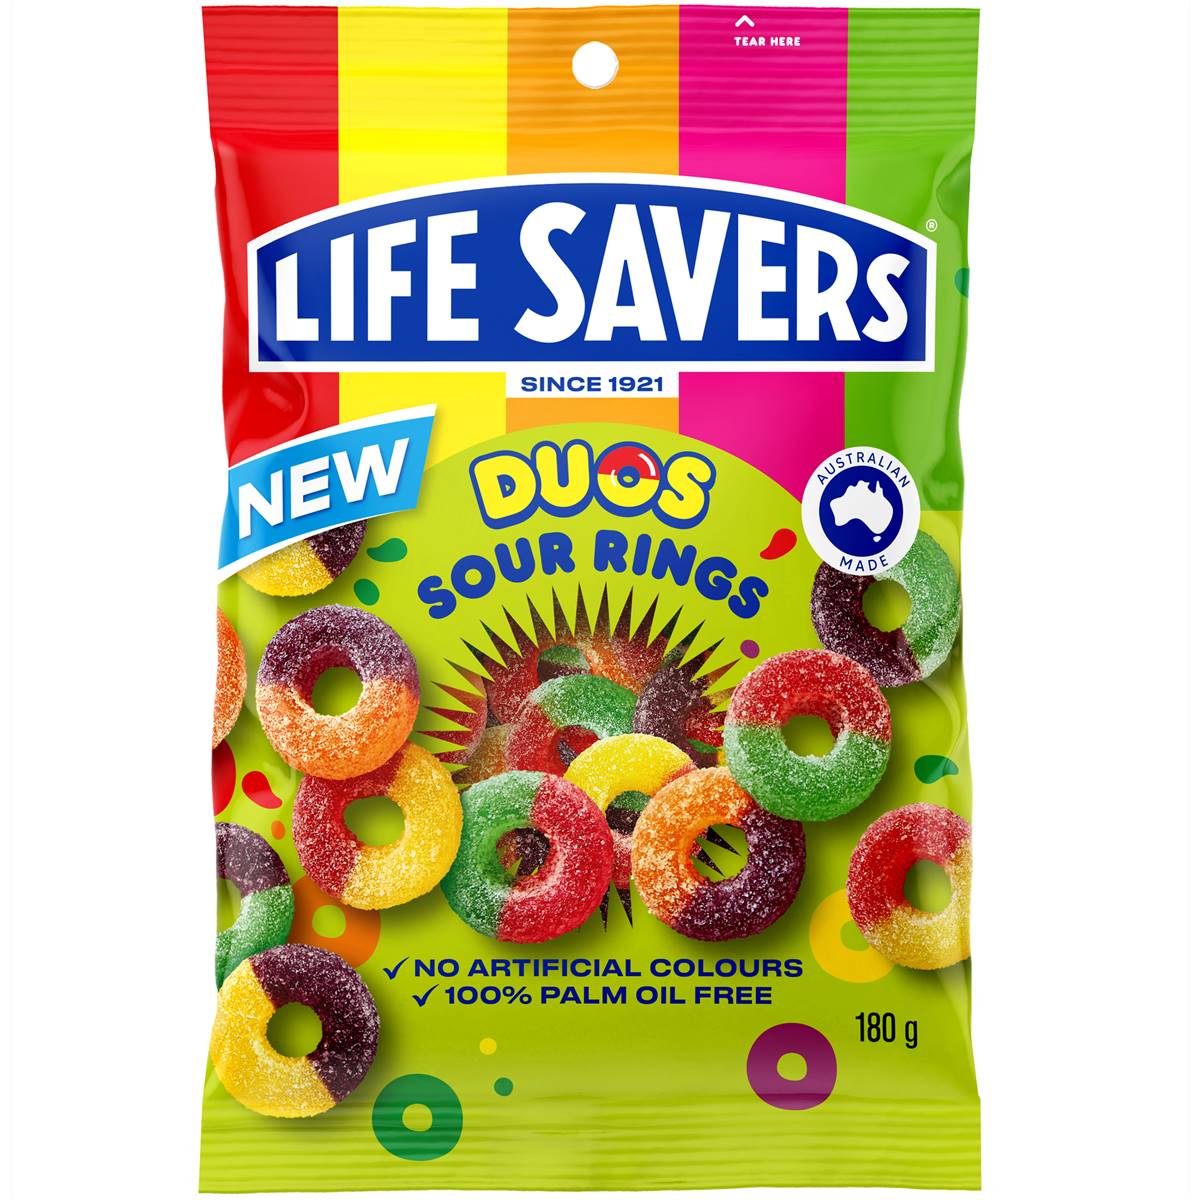 TEAR HERE
LIFE SAVERS®
SINCE 1921
NEW
DUOS
SOUR RINGS
AUSTRALIAN
MADE
✓ NO ARTIFICIAL COLOURS
✓ 100% PALM OIL FREE
180 g